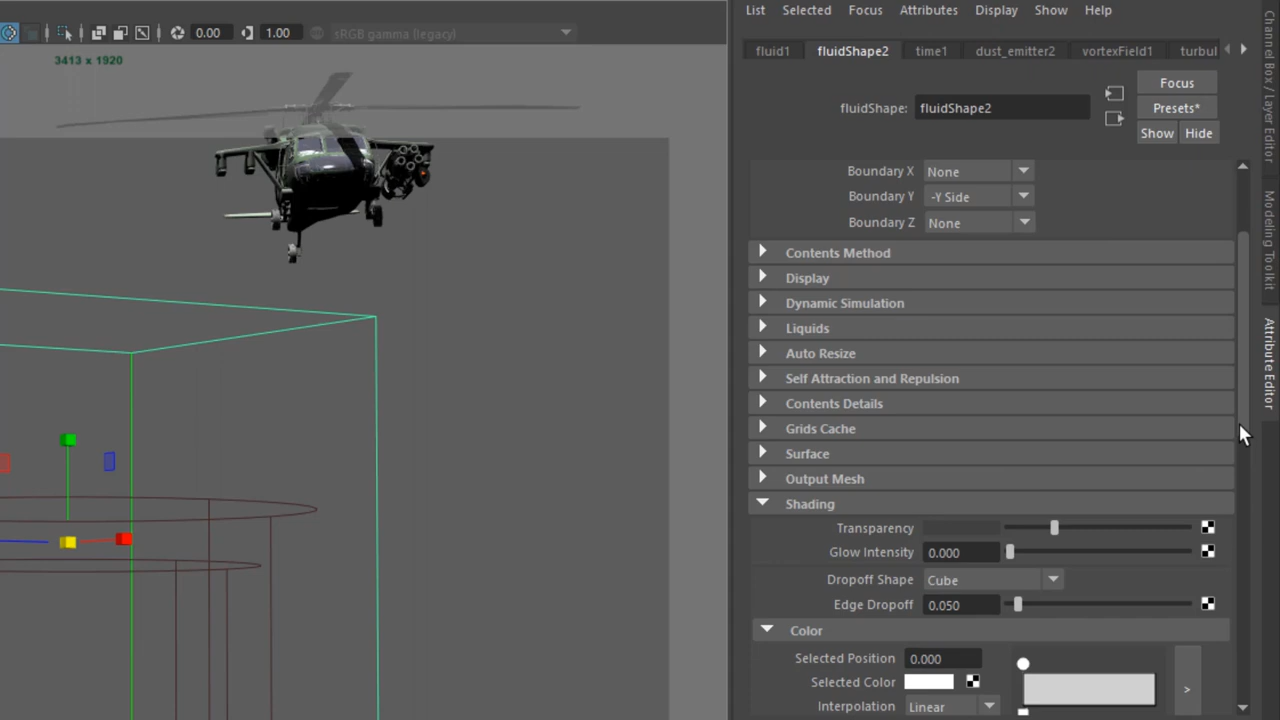 List Selected Focus Attributes Display Show Help
0.00 1.00 sRGB gamma (legacy)
3413 x 1920
fluid1 fluidShape2 time1 dust_emitter2 vortexField1 turbul
Focus
fluidShape: fluidShape2 Presets*
Show Hide
Boundary X None
Boundary Y -Y Side
Boundary Z None
Contents Method
Display
Dynamic Simulation
Liquids
Auto Resize
Self Attraction and Repulsion
Contents Details
Grids Cache
Surface
Output Mesh
Shading
Transparency
Glow Intensity 0.000
Dropoff Shape Cube
Edge Dropoff 0.050
Color
Selected Position 0.000
Selected Color
>
Interpolation Linear
Channel Box / Layer Editor
Modeling Toolkit
Attribute Editor